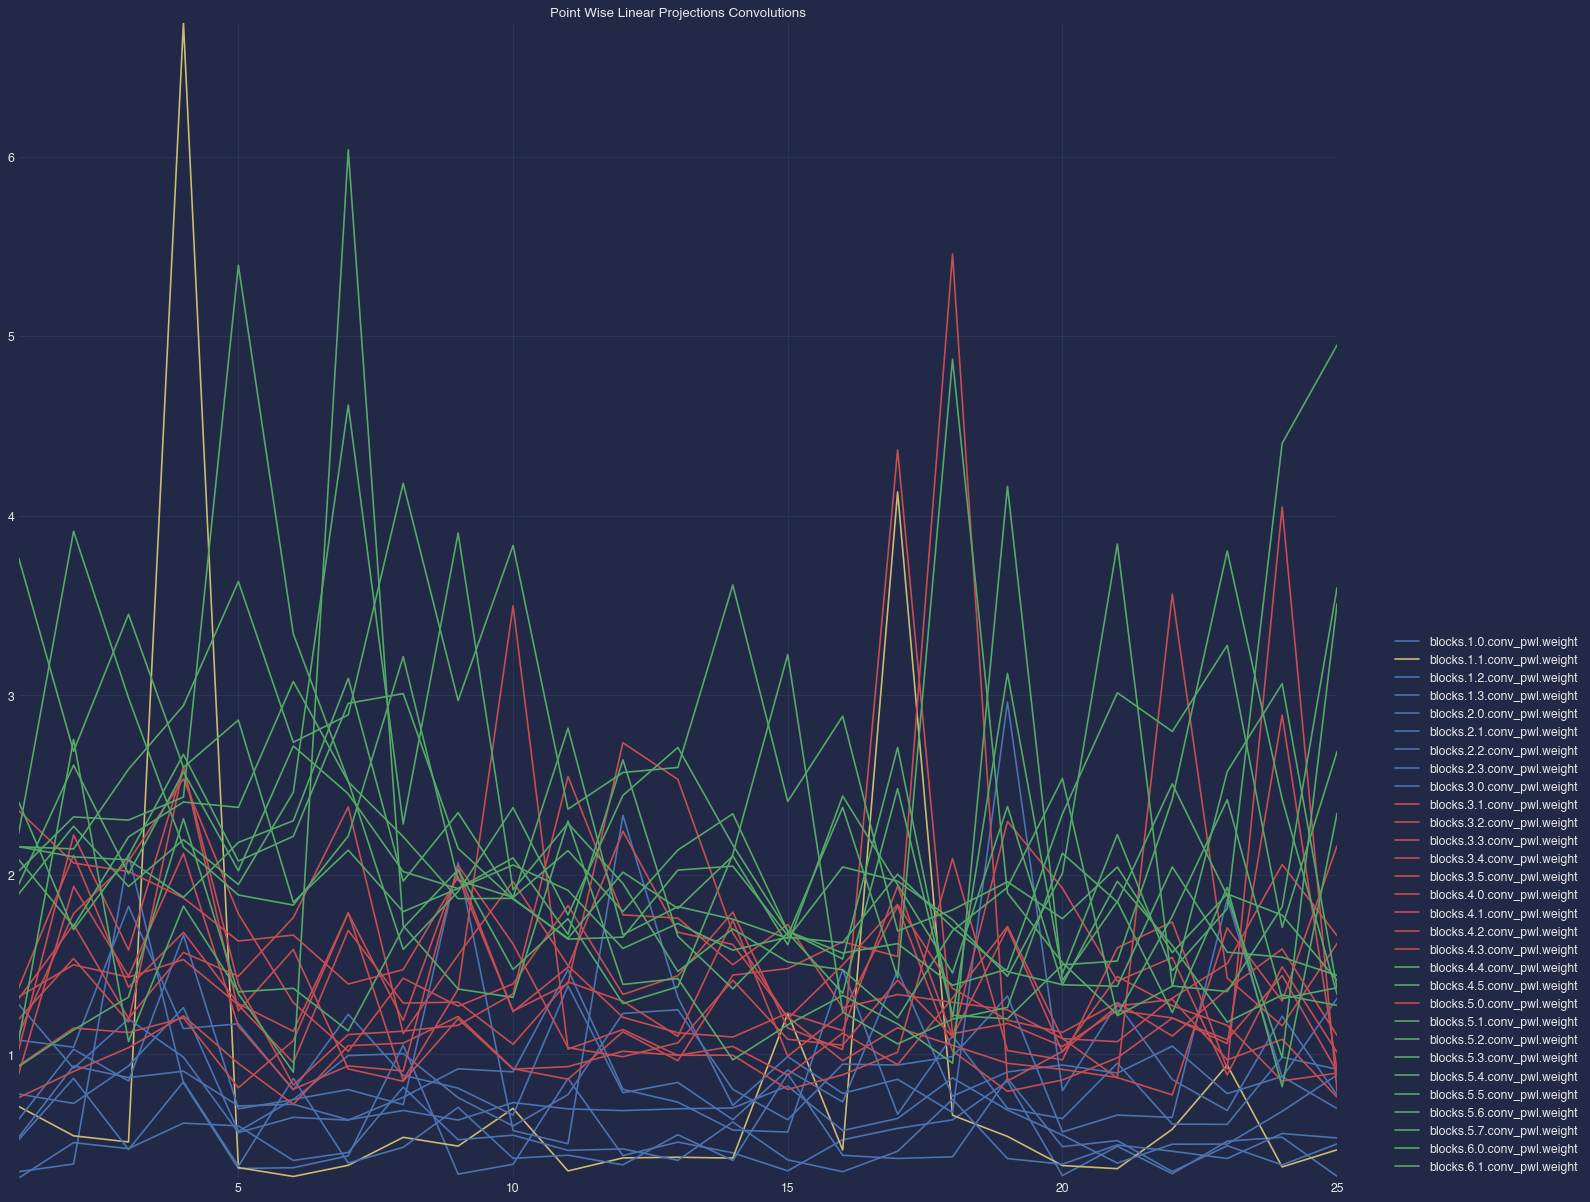 Point Wise Linear Projections Convolutions
6
5
4
3
2
1
5
10
15
20
25
blocks.1.0.conv_pwl.weight
blocks.1.1.conv_pwl.weight
blocks.1.2.conv_pwl.weight
blocks.1.3.conv_pwl.weight
blocks.2.0.conv_pwl.weight
blocks.2.1.conv_pwl.weight
blocks.2.2.conv_pwl.weight
blocks.2.3.conv_pwl.weight
blocks.3.0.conv_pwl.weight
blocks.3.1.conv_pwl.weight
blocks.3.2.conv_pwl.weight
blocks.3.3.conv_pwl.weight
blocks.3.4.conv_pwl.weight
blocks.3.5.conv_pwl.weight
blocks.4.0.conv_pwl.weight
blocks.4.1.conv_pwl.weight
blocks.4.2.conv_pwl.weight
blocks.4.3.conv_pwl.weight
blocks.4.4.conv_pwl.weight
blocks.4.5.conv_pwl.weight
blocks.5.0.conv_pwl.weight
blocks.5.1.conv_pwl.weight
blocks.5.2.conv_pwl.weight
blocks.5.3.conv_pwl.weight
blocks.5.4.conv_pwl.weight
blocks.5.5.conv_pwl.weight
blocks.5.6.conv_pwl.weight
blocks.5.7.conv_pwl.weight
blocks.6.0.conv_pwl.weight
blocks.6.1.conv_pwl.weight